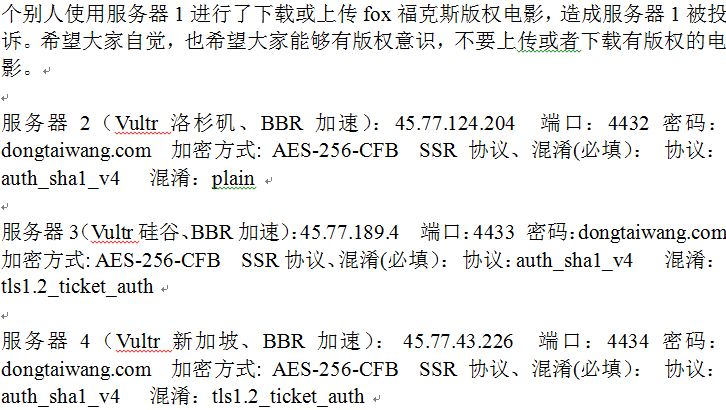 个别人使用服务器1进行了下载或上传 fox 福克斯版权电影，造成服务器1被投
诉。希望大家自觉，也希望大家能够有版权意识，不要上传或者下载有版权的电
影。
服务器 2（Vultr 洛杉矶、BBR 加速）：45.77.124.204 端口：4432 密码：
dongtaiwang.com 加密方式: AES-256-CFB SSR 协议、混淆(必填)： 协议：
auth_sha1_v4 混淆：plain
服务器 3（Vultr 硅谷、BBR 加速）：45.77.189.4 端口：4433 密码：dongtaiwang.com
加密方式: AES-256-CFB SSR 协议、混淆(必填)： 协议：auth_sha1_v4 混淆：
tls1.2_ticket_auth
服务器 4（Vultr 新加坡、BBR 加速）：45.77.43.226 端口：4434 密码：
dongtaiwang.com 加密方式: AES-256-CFB SSR 协议、混淆(必填)： 协议：
auth_sha1_v4 混淆：tls1.2_ticket_auth